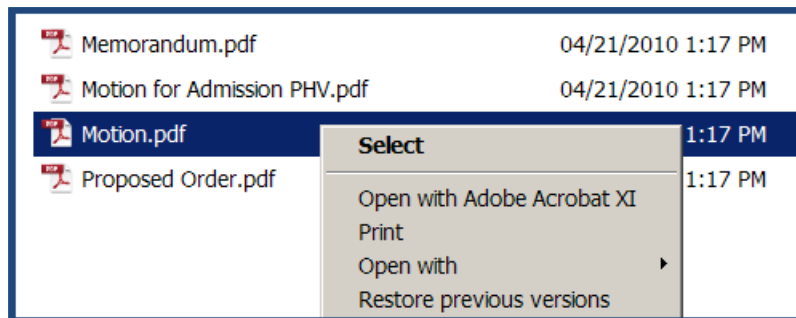 Memorandum.pdf 04/21/2010 1:17 PM
Motion for Admission PHV.pdf 04/21/2010 1:17 PM
Motion.pdf 1:17 PM
Select
Proposed Order.pdf 1:17 PM
Open with Adobe Acrobat XI
Print
Open with
Restore previous versions